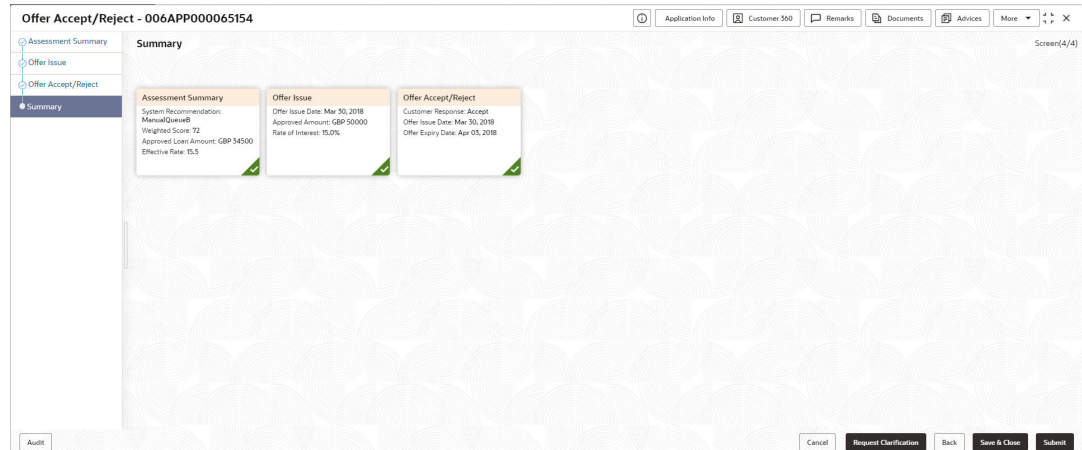 Offer Accept/Reject - 006APP000065154
Application Info
Customer 360
Remarks
Documents
Advices
More
Assessment Summary
Offer Issue
Offer Accept/Reject
Summary
Summary
Screen(4/4)
Assessment Summary
System Recommendation:
ManualQueueB
Weighted Score: 72
Approved Loan Amount: GBP 34500
Effective Rate: 15.5
Offer Issue
Offer Issue Date: Mar 30, 2018
Approved Amount: GBP 50000
Rate of Interest: 15.0%
Offer Accept/Reject
Customer Response: Accept
Offer Issue Date: Mar 30, 2018
Offer Expiry Date: Apr 03, 2018
Audit
Cancel
Request Clarification
Back
Save & Close
Submit